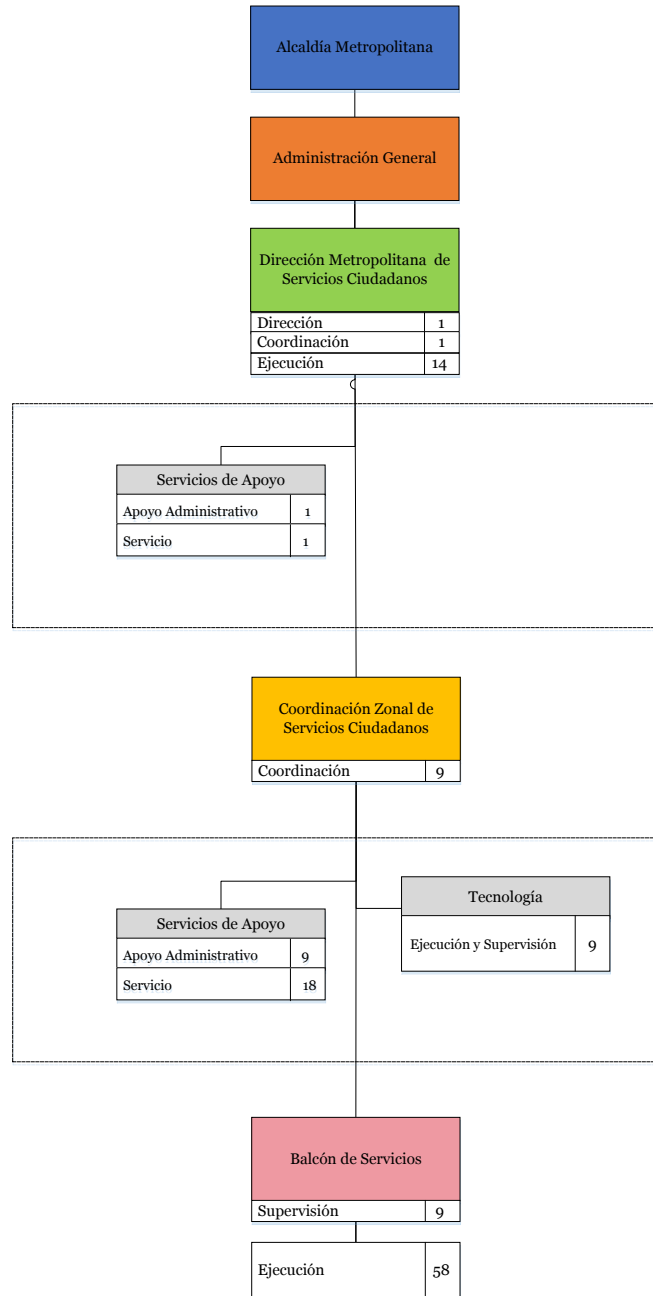 Alcaldía Metropolitana
Administración General
Dirección Metropolitana de
Servicios Ciudadanos
Dirección 1
Coordinación 1
Ejecución 14
Servicios de Apoyo
Apoyo Administrativo 1
Servicio 1
Coordinación Zonal de
Servicios Ciudadanos
Coordinación 9
Servicios de Apoyo
Apoyo Administrativo 9
Servicio 18
Tecnología
Ejecución y Supervisión 9
Balcón de Servicios
Supervisión 9
Ejecución 58